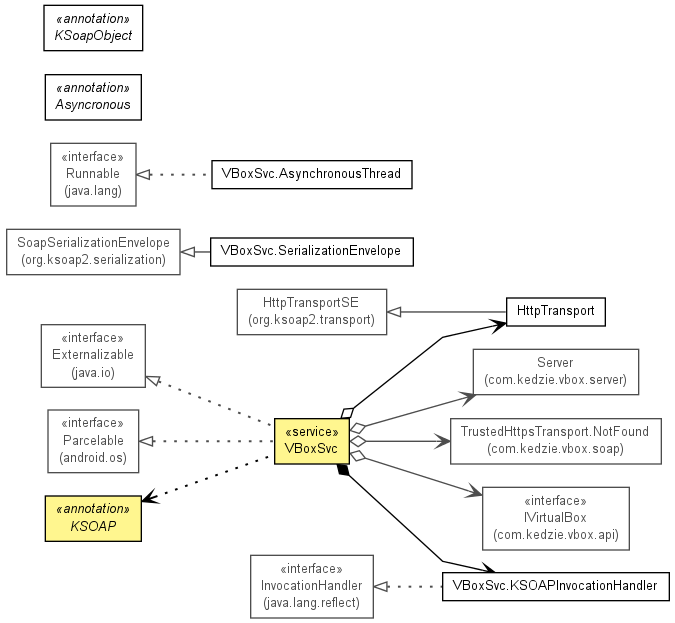 «annotation»
KSoapObject
«annotation»
Asyncronous
«interface»
Runnable
(java.lang)
VBoxSvc.AsynchronousThread
SoapSerializationEnvelope
(org.ksoap2.serialization)
VBoxSvc.SerializationEnvelope
HttpTransportSE
(org.ksoap2.transport)
HttpTransport
«interface»
Externalizable
(java.io)
Server
(com.kedzie.vbox.server)
«interface»
Parcelable
(android.os)
«service»
VBoxSvc
TrustedHttpsTransport.NotFound
(com.kedzie.vbox.soap)
«annotation»
KSOAP
«interface»
IVirtualBox
(com.kedzie.vbox.api)
«interface»
InvocationHandler
(java.lang.reflect)
VBoxSvc.KSOAPInvocationHandler